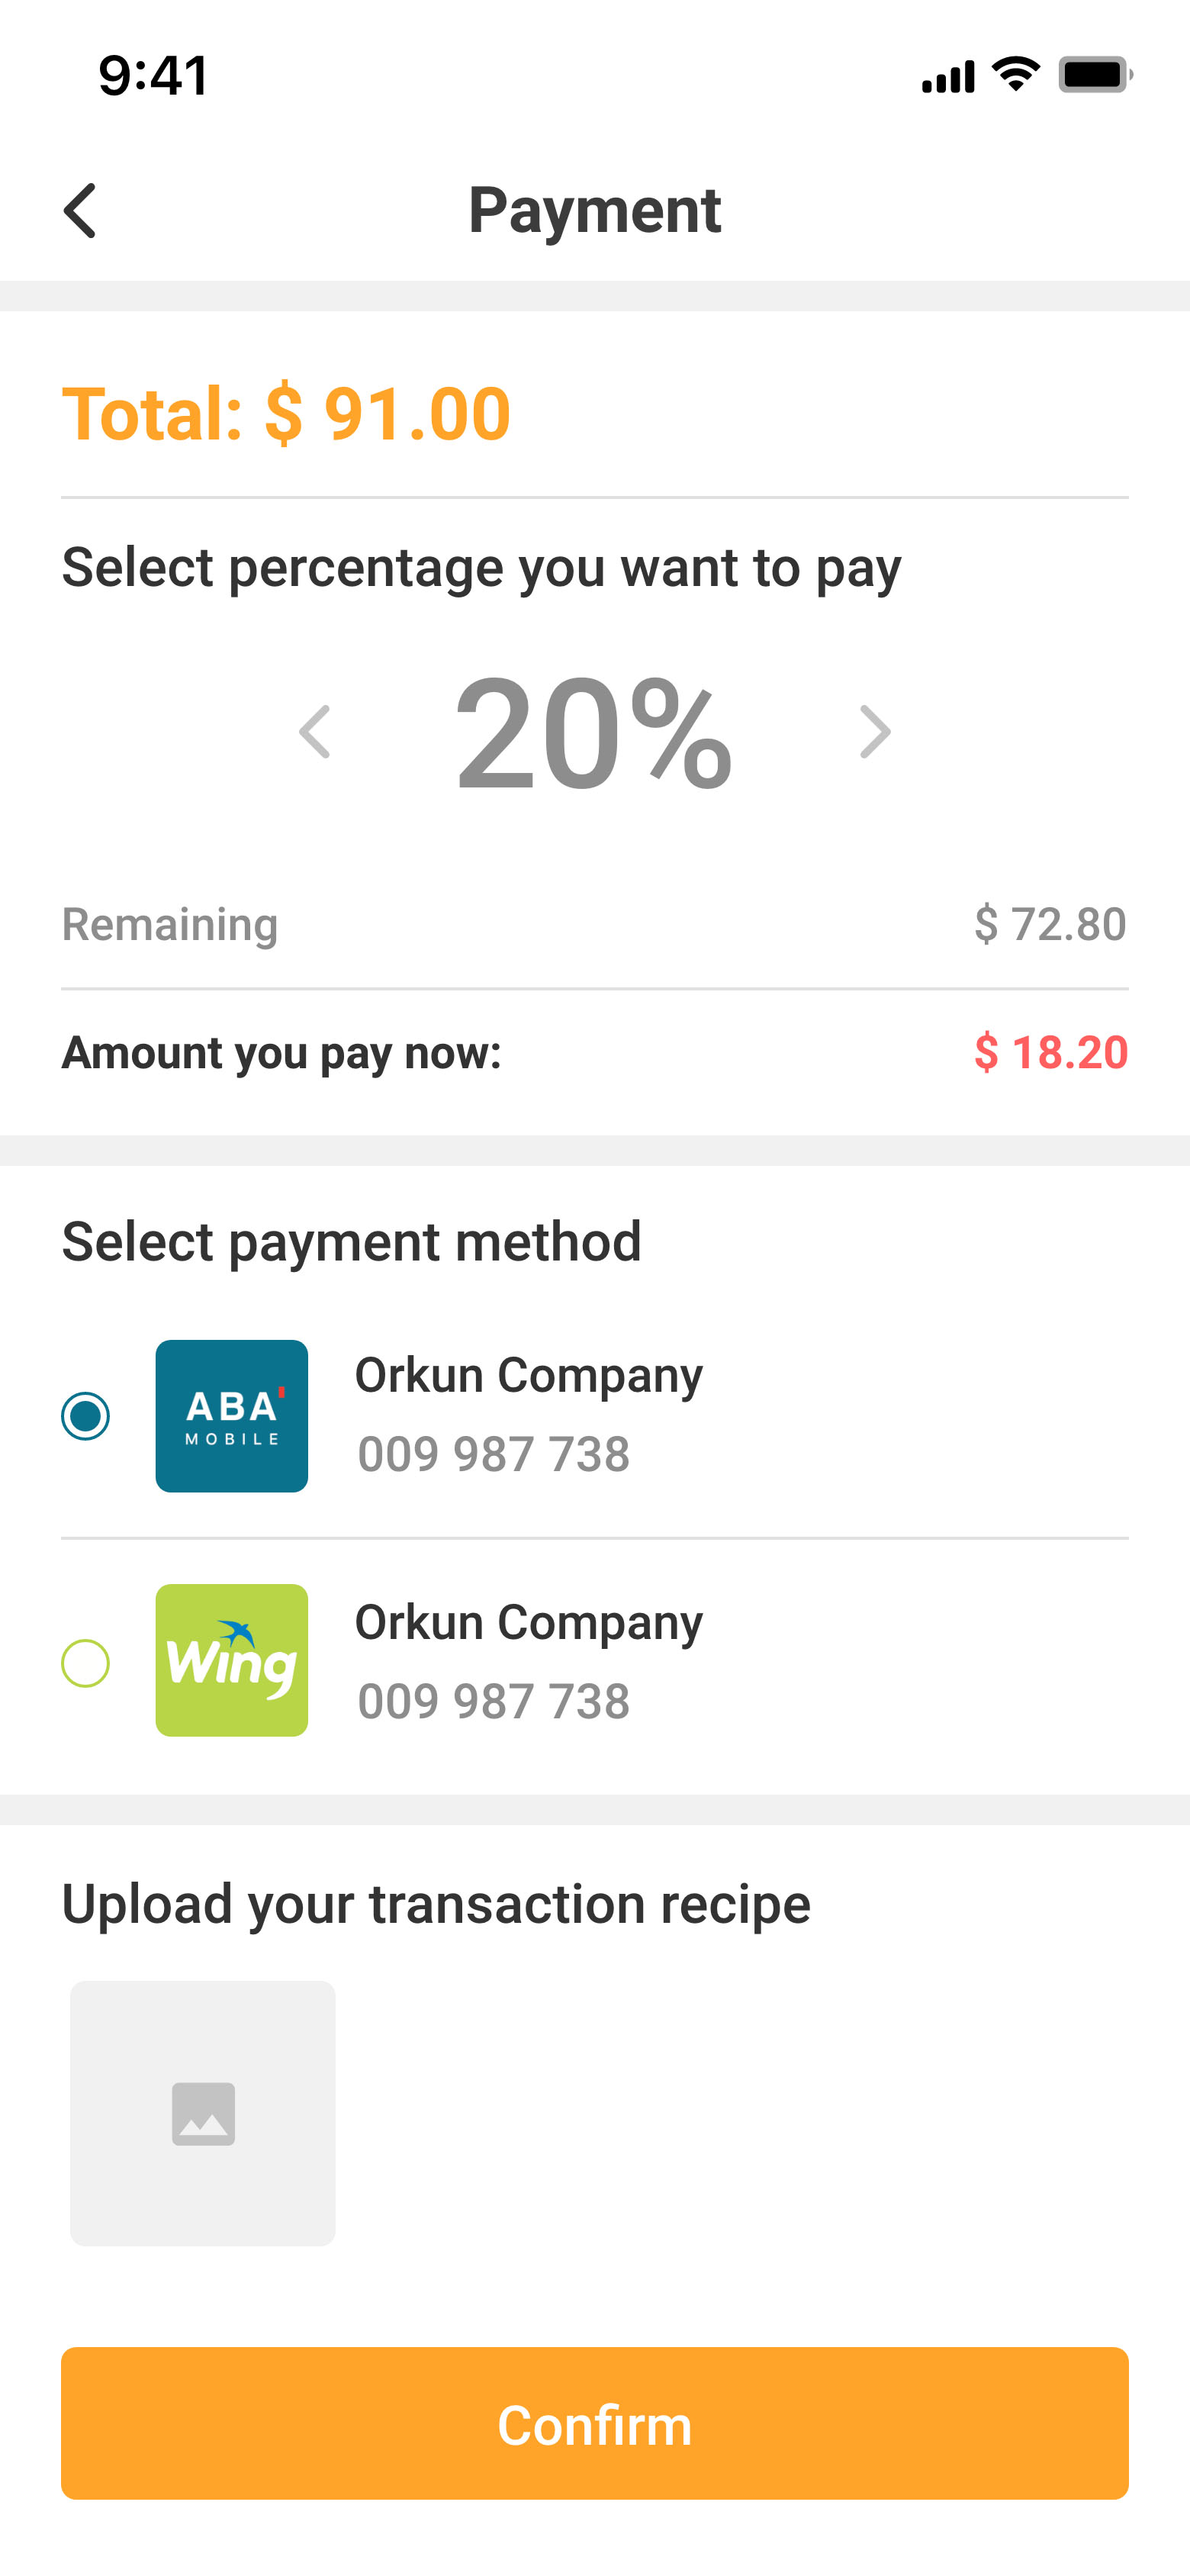 9:41
Payment
Total: $ 91.00
Select percentage you want to pay
20%
Remaining $ 72.80
Amount you pay now: $ 18.20
Select payment method
ABA'
MOBILE
Orkun Company
009 987 738
Wing
Orkun Company
009 987 738
Upload your transaction recipe
Confirm